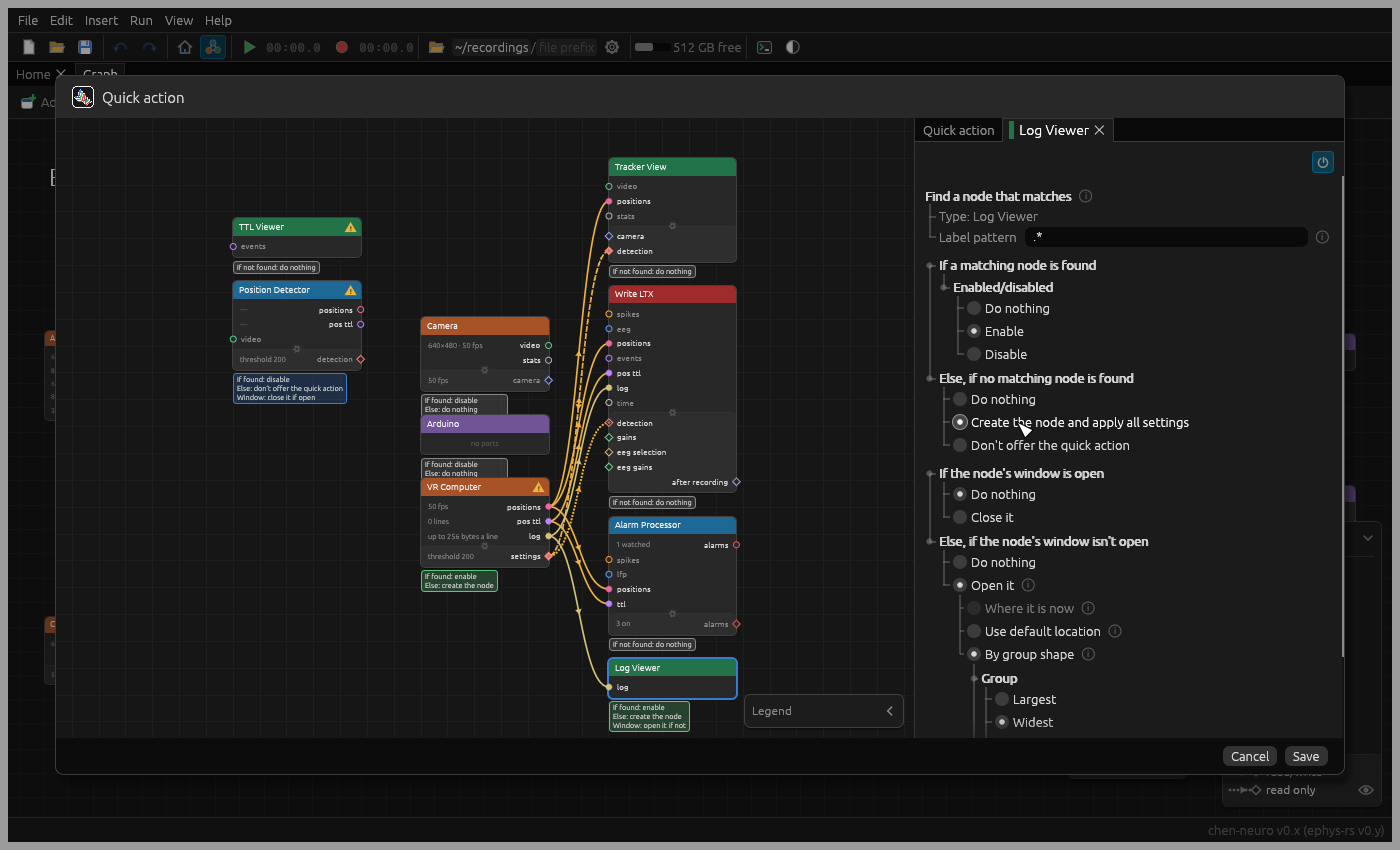 File Edit Insert Run View Help
00:00.0 00:00.0 ~/recordings/file prefix 512 GB free
Home Graph
Quick action
Tracker View
video
positions
stats
camera
detection
If not found: do nothing
TTL Viewer
events
If not found: do nothing
Position Detector
positions
pos ttl
video
threshold 200 detection
If found: disable
Else: don't offer the quick action
Window: close it if open
Camera
640×480 · 50 fps video
stats
50 fps camera
If found: disable
Else: do nothing
Arduino
no ports
If found: disable
Else: do nothing
VR Computer
50 fps positions
0 lines pos ttl
up to 256 bytes a line log
threshold 200 settings
If found: enable
Else: create the node
Write LTX
spikes
eeg
positions
events
pos ttl
log
time
detection
gains
eeg selection
eeg gains
after recording
If not found: do nothing
Alarm Processor
1 watched alarms
spikes
lfp
positions
ttl
3 on alarms
If not found: do nothing
Log Viewer
log
If found: enable
Else: create the node
Window: open it if not
Legend
Quick action Log Viewer
Find a node that matches
Type: Log Viewer
Label pattern .*
If a matching node is found
Enabled/disabled
Do nothing
Enable
Disable
Else, if no matching node is found
Do nothing
Create the node and apply all settings
Don't offer the quick action
If the node's window is open
Do nothing
Close it
Else, if the node's window isn't open
Do nothing
Open it
Where it is now
Use default location
By group shape
Group
Largest
Widest
Cancel Save
read only
chen-neuro v0.x (ephys-rs v0.y)